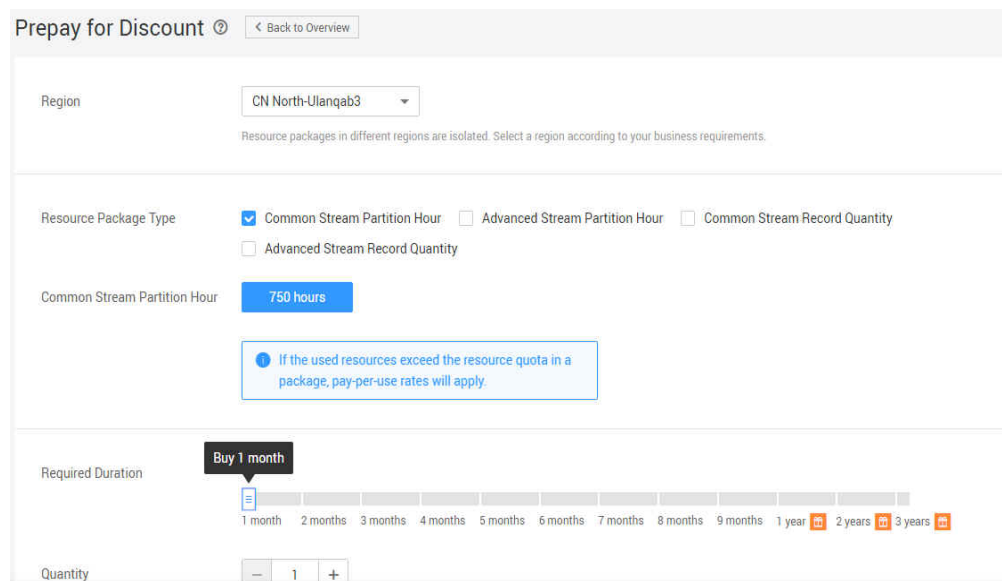 Prepay for Discount < Back to Overview
Region CN North-Ulanqab3
Resource packages in different regions are isolated. Select a region according to your business requirements.
Resource Package Type Common Stream Partition Hour Advanced Stream Partition Hour Common Stream Record Quantity
Advanced Stream Record Quantity
Common Stream Partition Hour 750 hours
If the used resources exceed the resource quota in a
package, pay-per-use rates will apply.
Buy 1 month
Required Duration
1 month 2 months 3 months 4 months 5 months 6 months 7 months 8 months 9 months 1 year 2 years 3 years
Quantity − 1 +